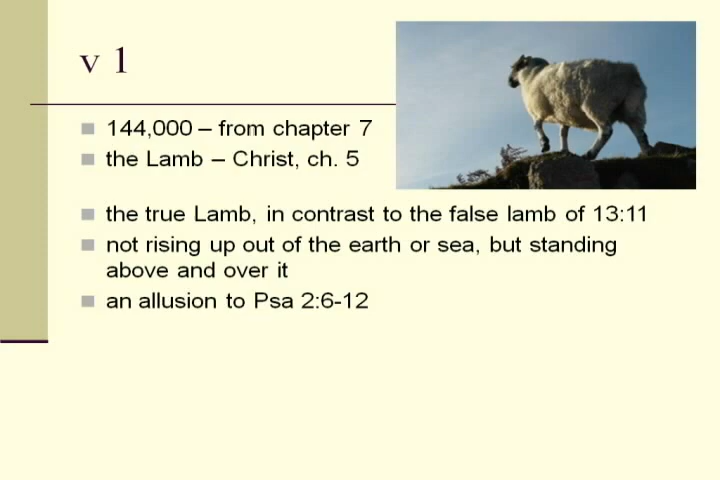 v 1
144,000 – from chapter 7
the Lamb – Christ, ch. 5
the true Lamb, in contrast to the false lamb of 13:11
not rising up out of the earth or sea, but standing
above and over it
an allusion to Psa 2:6-12